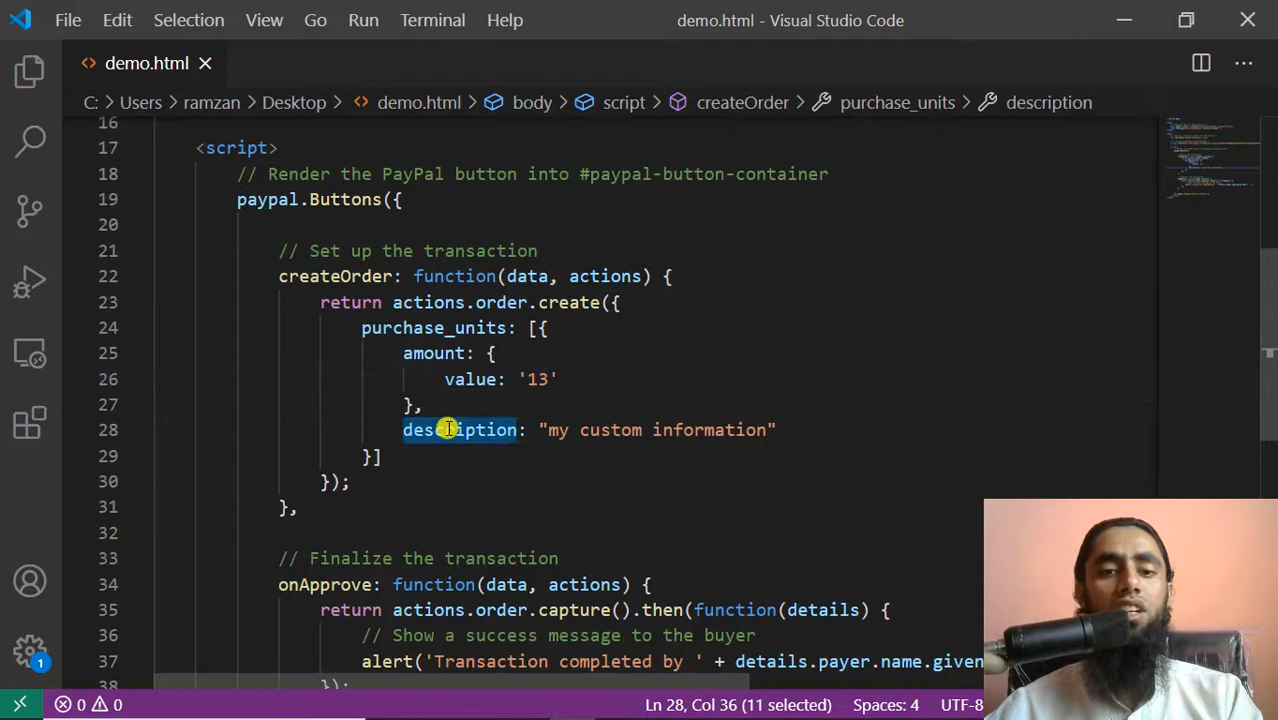 File Edit Selection View Go Run Terminal Help demo.html - Visual Studio Code
demo.html
C: Users ramzan Desktop demo.html body script createOrder purchase_units description
16
17 <script>
18 // Render the PayPal button into #paypal-button-container
19 paypal.Buttons({
20
21 // Set up the transaction
22 createOrder: function(data, actions) {
23 return actions.order.create({
24 purchase_units: [{
25 amount: {
26 value: '13'
27 },
28 description: "my custom information"
29 }]
30 });
31 },
32
33 // Finalize the transaction
34 onApprove: function(data, actions) {
35 return actions.order.capture().then(function(details) {
36 // Show a success message to the buyer
37 alert('Transaction completed by ' + details.payer.name.given
38 });
1
0 0 Ln 28, Col 36 (11 selected) Spaces: 4 UTF-8